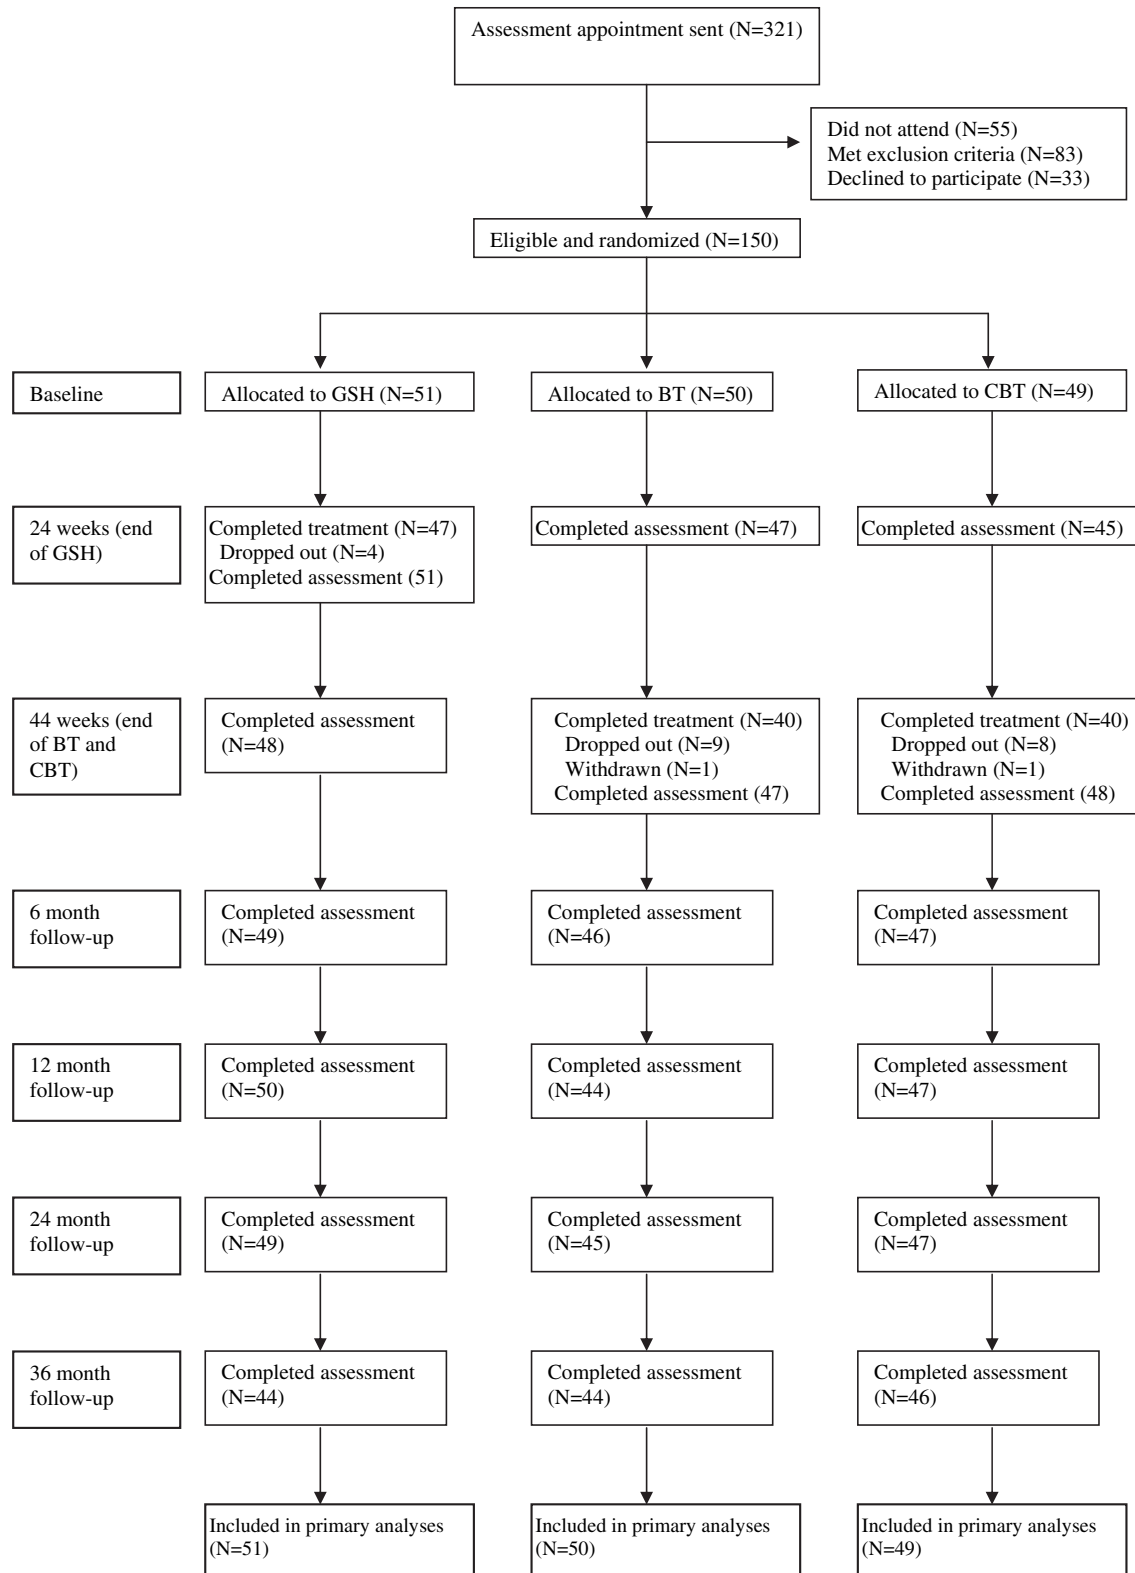 Assessment appointment sent (N=321)
Did not attend (N=55)
Met exclusion criteria (N=83)
Declined to participate (N=33)
Eligible and randomized (N=150)
Baseline
Allocated to GSH (N=51)
Allocated to BT (N=50)
Allocated to CBT (N=49)
24 weeks (end
of GSH)
Completed treatment (N=47)
Dropped out (N=4)
Completed assessment (51)
Completed assessment (N=47)
Completed assessment (N=45)
44 weeks (end
of BT and
CBT)
Completed assessment
(N=48)
Completed treatment (N=40)
Dropped out (N=9)
Withdrawn (N=1)
Completed assessment (47)
Completed treatment (N=40)
Dropped out (N=8)
Withdrawn (N=1)
Completed assessment (48)
6 month
follow-up
Completed assessment
(N=49)
Completed assessment
(N=46)
Completed assessment
(N=47)
12 month
follow-up
Completed assessment
(N=50)
Completed assessment
(N=44)
Completed assessment
(N=47)
24 month
follow-up
Completed assessment
(N=49)
Completed assessment
(N=45)
Completed assessment
(N=47)
36 month
follow-up
Completed assessment
(N=44)
Completed assessment
(N=44)
Completed assessment
(N=46)
Included in primary analyses
(N=51)
Included in primary analyses
(N=50)
Included in primary analyses
(N=49)